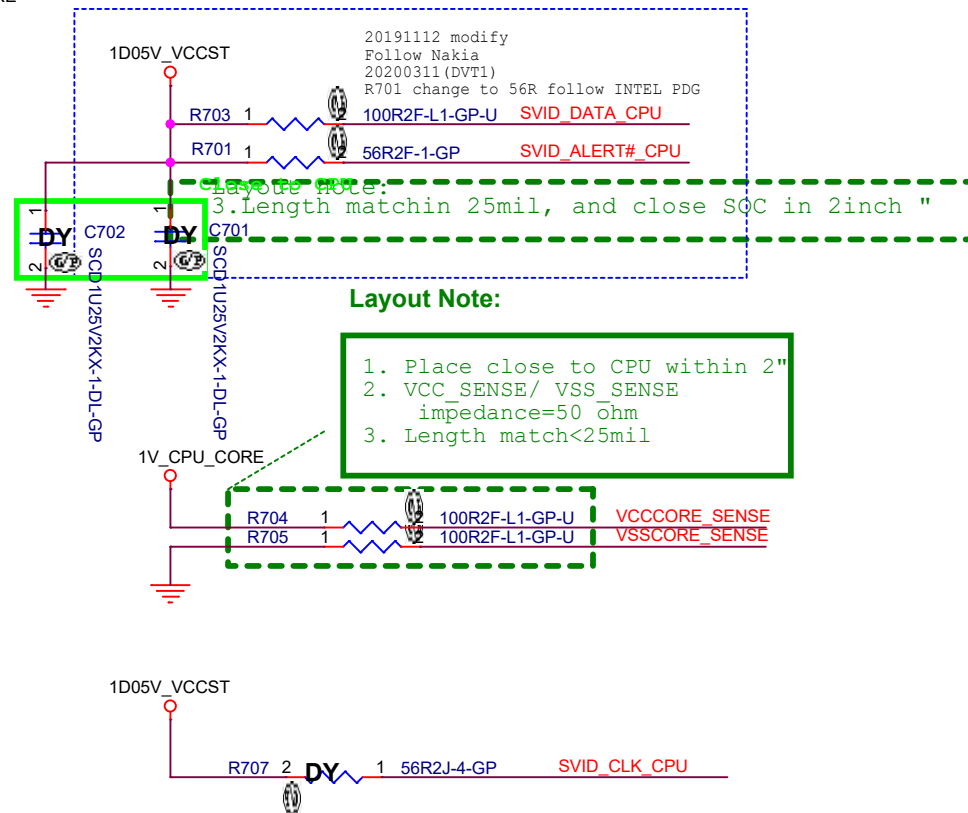 20191112 modify
Follow Nakia
20200311(DVT1)
R701 change to 56R follow INTEL PDG
1D05V_VCCST
R703 1 2 100R2F-L1-GP-U SVID_DATA_CPU
R701 1 2 56R2F-1-GP SVID_ALERT#_CPU
Close to CPU
Layout Note:
3.Length matchin 25mil, and close SOC in 2inch "
1 DY C702 2
SCD1U25V2KX-1-DL-GP
1 DY C701 2
SCD1U25V2KX-1-DL-GP
Layout Note:
1. Place close to CPU within 2"
2. VCC_SENSE/ VSS_SENSE
impedance=50 ohm
3. Length match<25mil
1V_CPU_CORE
R704 1 2 100R2F-L1-GP-U VCCCORE_SENSE
R705 1 2 100R2F-L1-GP-U VSSCORE_SENSE
1D05V_VCCST
R707 2 DY 1 56R2J-4-GP SVID_CLK_CPU